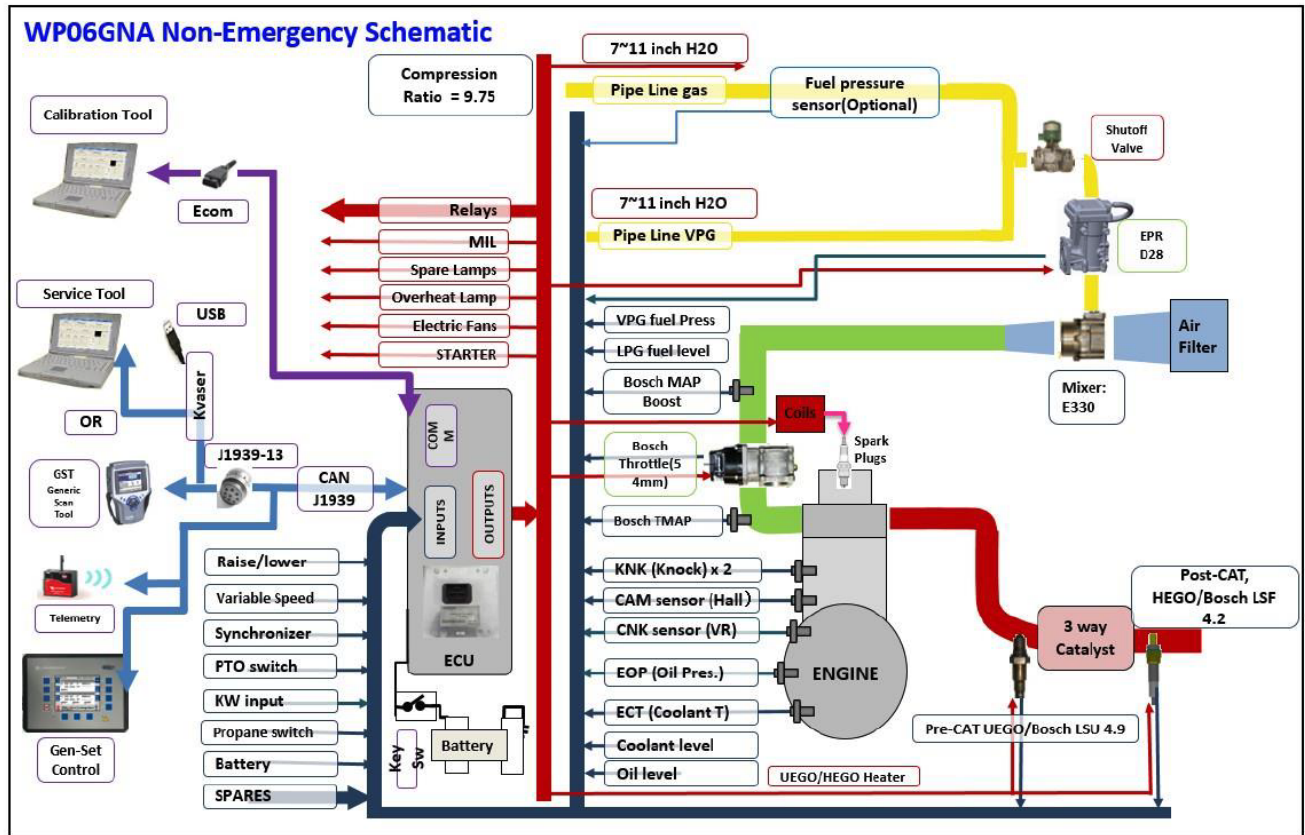 WP06GNA Non-Emergency Schematic
Compression
Ratio = 9.75
7~11 inch H2O
Pipe Line gas
Fuel pressure
sensor(Optional)
Shutoff
Valve
Calibration Tool
Ecom
Relays
MIL
Spare Lamps
Overheat Lamp
Electric Fans
STARTER
7~11 inch H2O
Pipe Line VPG
EPR
D28
Service Tool
USB
Kvaser
OR
VPG fuel Press
LPG fuel level
Bosch MAP
Boost
Air
Filter
Mixer:
E330
Coils
Spark
Plugs
Bosch
Throttle(5
4mm)
Bosch TMAP
J1939-13
GST
Generic
Scan
Tool
CAN
J1939
COM
M
INPUTS
OUTPUTS
ECU
Telemetry
Gen-Set
Control
Raise/lower
Variable Speed
Synchronizer
PTO switch
KW input
Propane switch
Battery
SPARES
Key
Sw
Battery
KNK (Knock) x 2
CAM sensor (Hall）
CNK sensor (VR)
EOP (Oil Pres.)
ECT (Coolant T)
Coolant level
Oil level
ENGINE
3 way
Catalyst
Post-CAT,
HEGO/Bosch LSF
4.2
Pre-CAT UEGO/Bosch LSU 4.9
UEGO/HEGO Heater